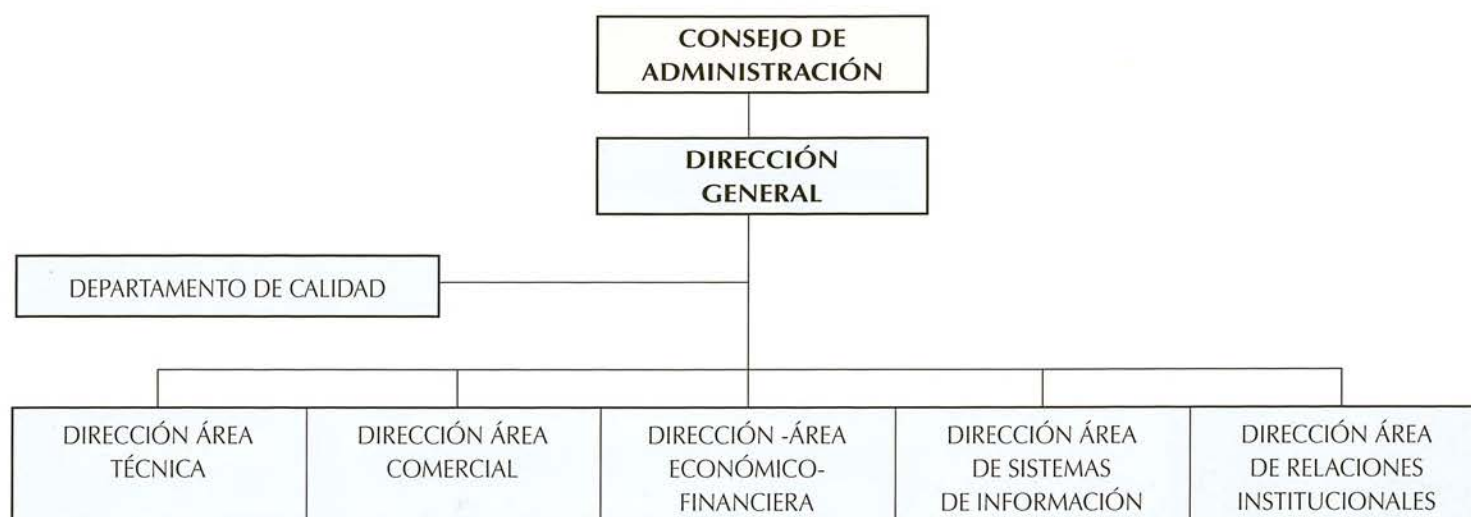 CONSEJO DE
ADMINISTRACIÓN
DIRECCIÓN
GENERAL
DEPARTAMENTO DE CALIDAD
DIRECCIÓN ÁREA
TÉCNICA
DIRECCIÓN ÁREA
COMERCIAL
DIRECCIÓN -ÁREA
ECONÓMICO-
FINANCIERA
DIRECCIÓN ÁREA
DE SISTEMAS
DE INFORMACIÓN
DIRECCIÓN ÁREA
DE RELACIONES
INSTITUCIONALES